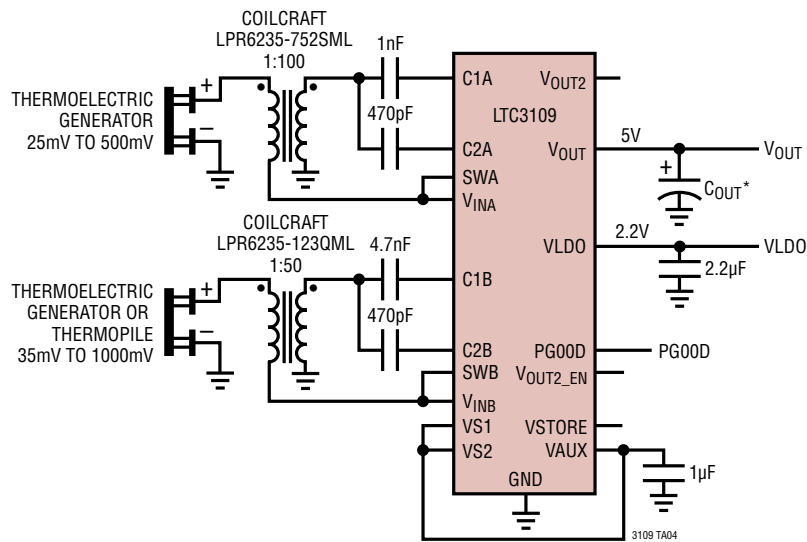 COILCRAFT
LPR6235-752SML
1:100
1nF
THERMOELECTRIC
GENERATOR
25mV TO 500mV
+
–
470pF
C1A
C2A
SWA
VINA
LTC3109
VOUT2
VOUT
5V
VOUT
+
COUT*
COILCRAFT
LPR6235-123QML
1:50
4.7nF
THERMOELECTRIC
GENERATOR OR
THERMOPILE
35mV TO 1000mV
+
–
470pF
C1B
C2B
SWB
VINB
VS1
VS2
VLDO
2.2V
VLDO
2.2µF
PG00D
PG00D
VOUT2_EN
VSTORE
VAUX
1µF
GND
3109 TA04